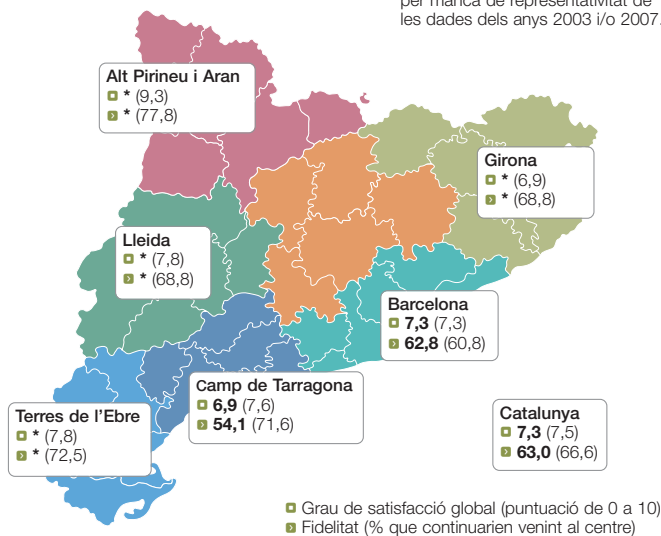 per manca de representativitat de
les dades dels anys 2003 i/o 2007.
Alt Pirineu i Aran
* (9,3)
* (77,8)
Girona
* (6,9)
* (68,8)
Lleida
* (7,8)
* (68,8)
Barcelona
7,3 (7,3)
62,8 (60,8)
Camp de Tarragona
6,9 (7,6)
54,1 (71,6)
Terres de l'Ebre
* (7,8)
* (72,5)
Catalunya
7,3 (7,5)
63,0 (66,6)
Grau de satisfacció global (puntuació de 0 a 10)
Fidelitat (% que continuarien venint al centre)